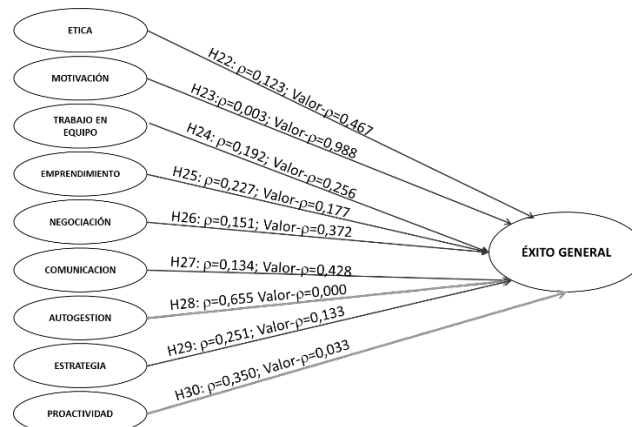 ETICA
H22: ρ=0,123; Valor-ρ=0,467
MOTIVACIÓN
H23:ρ=0,003; Valor-ρ=0,988
TRABAJO EN
EQUIPO
H24: ρ=0,192; Valor-ρ=0,256
EMPRENDIMIENTO
H25: ρ=0,227; Valor-ρ=0,177
NEGOCIACIÓN
H26: ρ=0,151; Valor-ρ=0,372
ÉXITO GENERAL
COMUNICACION
H27: ρ=0,134; Valor-ρ=0,428
AUTOGESTION
H28: ρ=0,655 Valor-ρ=0,000
ESTRATEGIA
H29: ρ=0,251; Valor-ρ=0,133
PROACTIVIDAD
H30: ρ=0,350; Valor-ρ=0,033